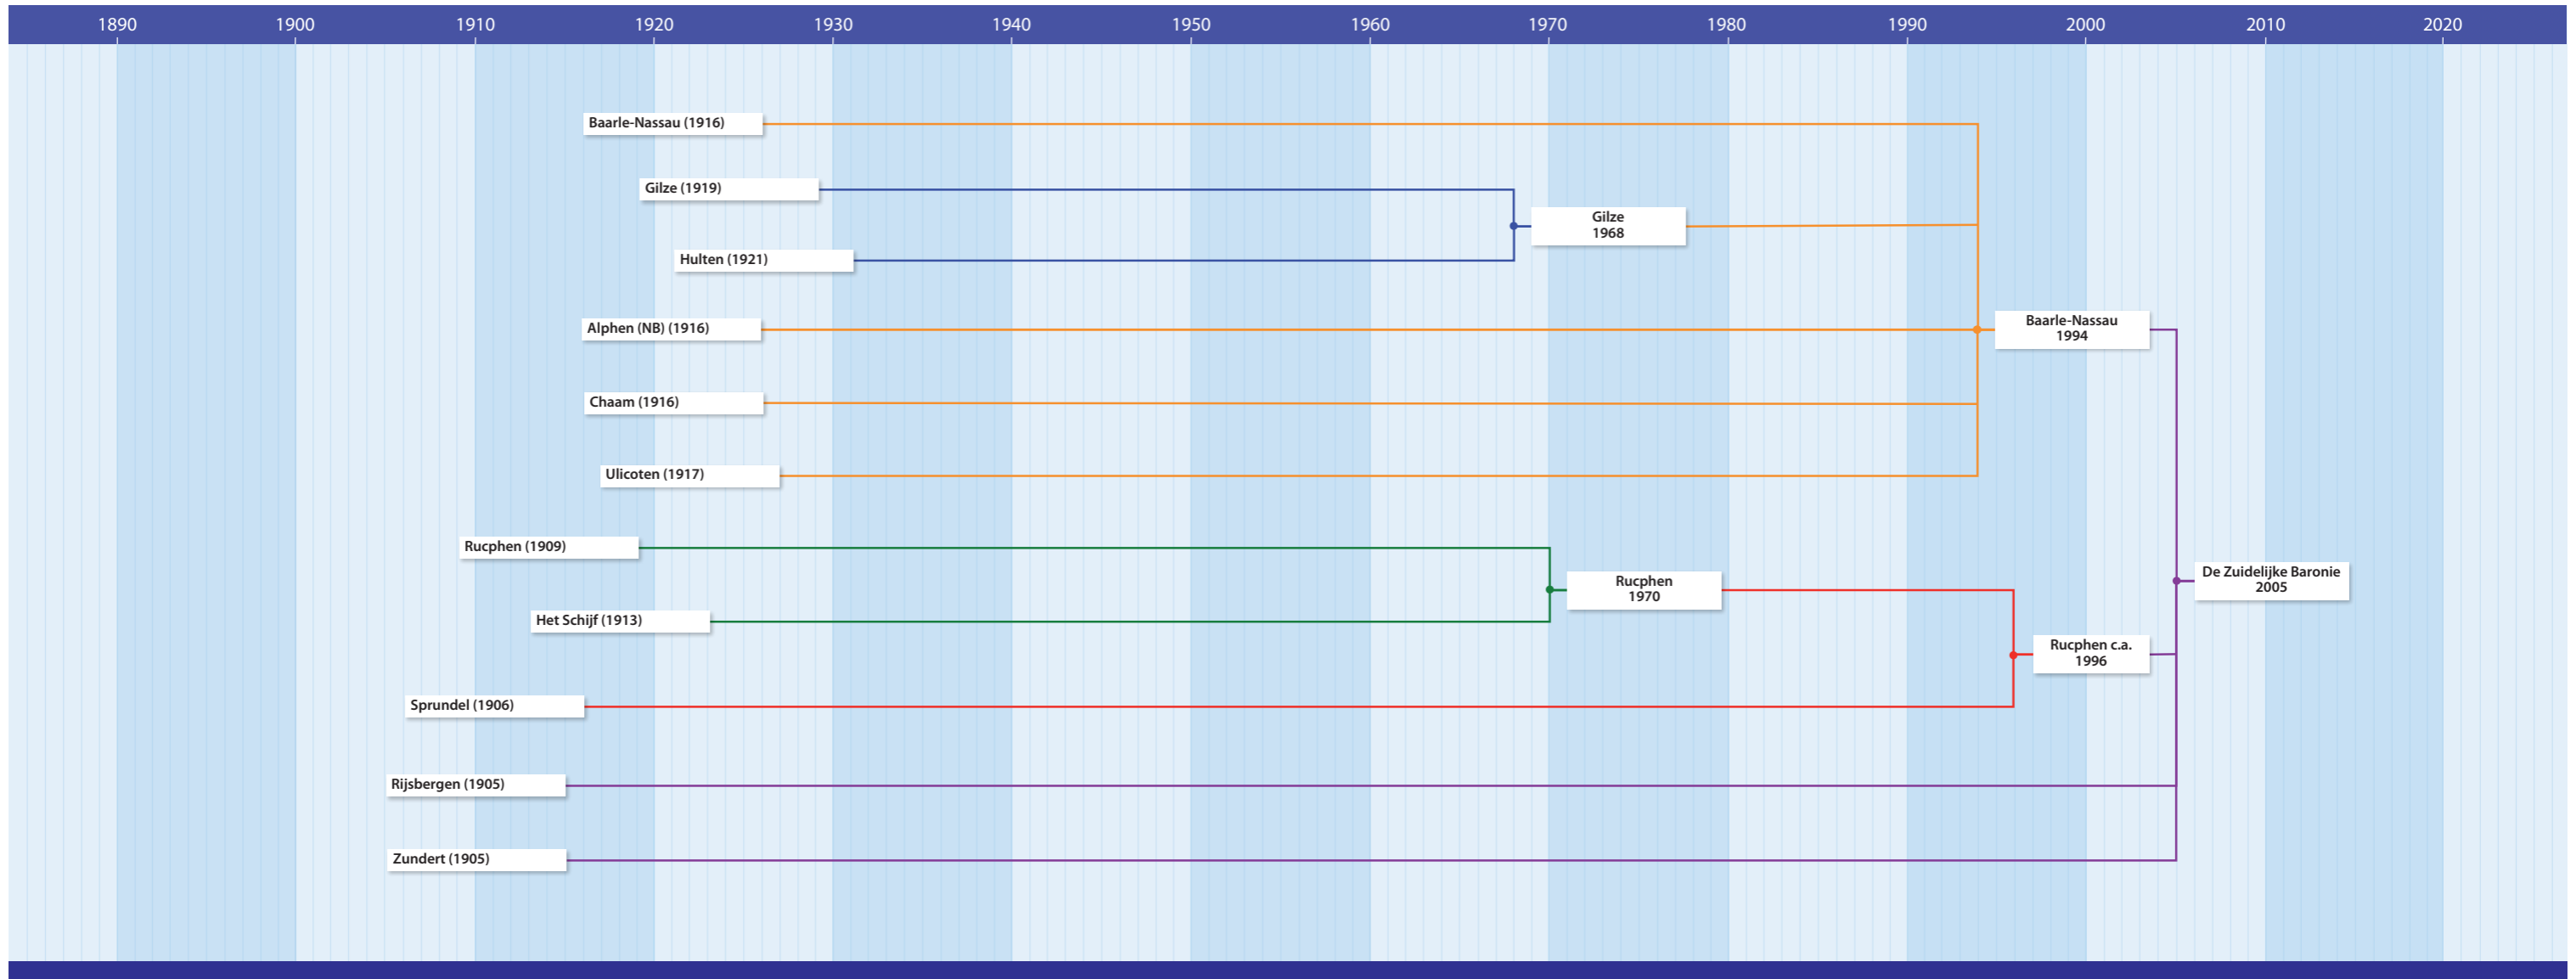 1890 1900 1910 1920 1930 1940 1950 1960 1970 1980 1990 2000 2010 2020
Baarle-Nassau (1916)
Gilze (1919)
Gilze
1968
Hulten (1921)
Alphen (NB) (1916)
Baarle-Nassau
1994
Chaam (1916)
Ulicoten (1917)
Rucphen (1909)
Rucphen
1970
De Zuidelijke Baronie
2005
Het Schijf (1913)
Rucphen c.a.
1996
Sprundel (1906)
Rijsbergen (1905)
Zundert (1905)